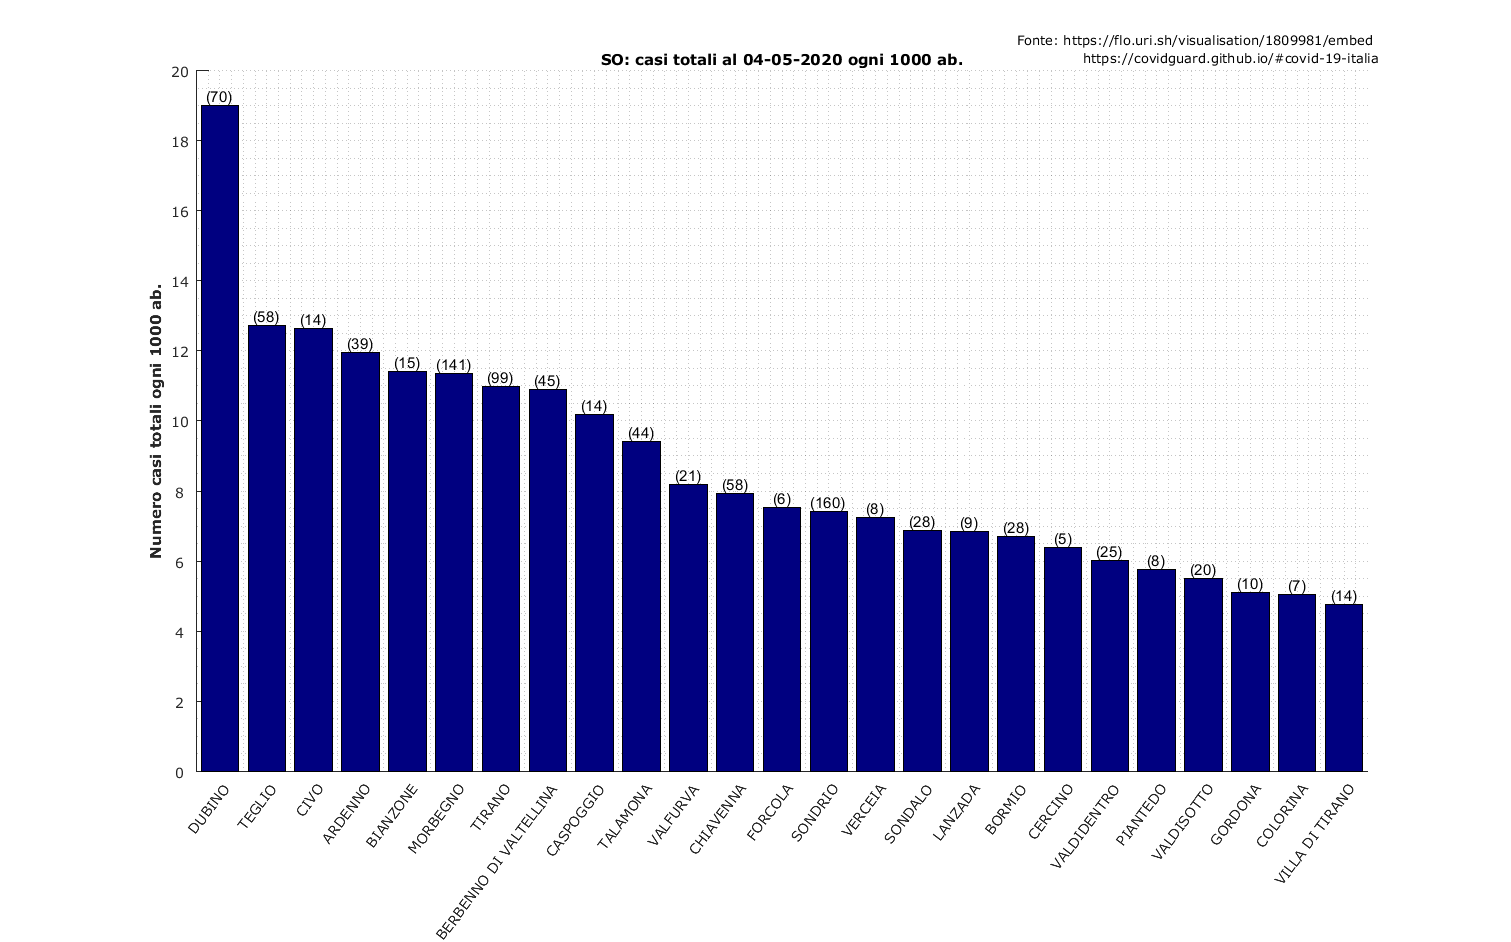 Fonte: https://flo.uri.sh/visualisation/1809981/embed
https://covidguard.github.io/#covid-19-italia
SO: casi totali al 04-05-2020 ogni 1000 ab.
Numero casi totali ogni 1000 ab.
20
18
16
14
12
10
8
6
4
2
0
(70)
(58)
(14)
(39)
(15)
(141)
(99)
(45)
(14)
(44)
(21)
(58)
(6)
(160)
(8)
(28)
(9)
(28)
(5)
(25)
(8)
(20)
(10)
(7)
(14)
DUBINO
TEGLIO
CIVO
ARDENNO
BIANZONE
MORBEGNO
TIRANO
BERBENNO DI VALTELLINA
CASPOGGIO
TALAMONA
VALFURVA
CHIAVENNA
FORCOLA
SONDRIO
VERCEIA
SONDALO
LANZADA
BORMIO
CERCINO
VALDIDENTRO
PIANTEDO
VALDISOTTO
GORDONA
COLORINA
VILLA DI TIRANO